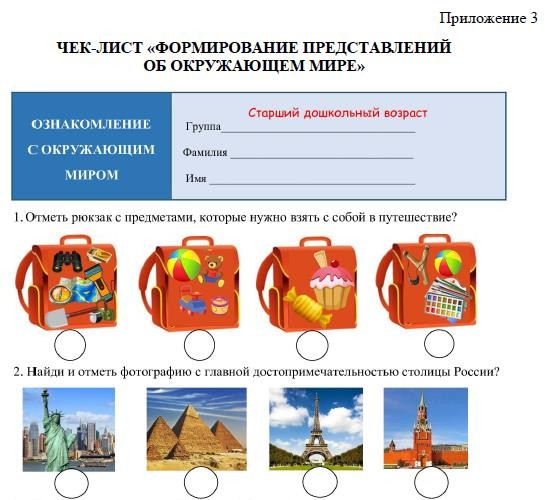 Приложение 3
ЧЕК-ЛИСТ «ФОРМИРОВАНИЕ ПРЕДСТАВЛЕНИЙ
ОБ ОКРУЖАЮЩЕМ МИРЕ»
ОЗНАКОМЛЕНИЕ
С ОКРУЖАЮЩИМ
МИРОМ
Старший дошкольный возраст
Группа
Фамилия
Имя
1. Отметь рюкзак с предметами, которые нужно взять с собой в путешествие?
2. Найди и отметь фотографию с главной достопримечательностью столицы России?